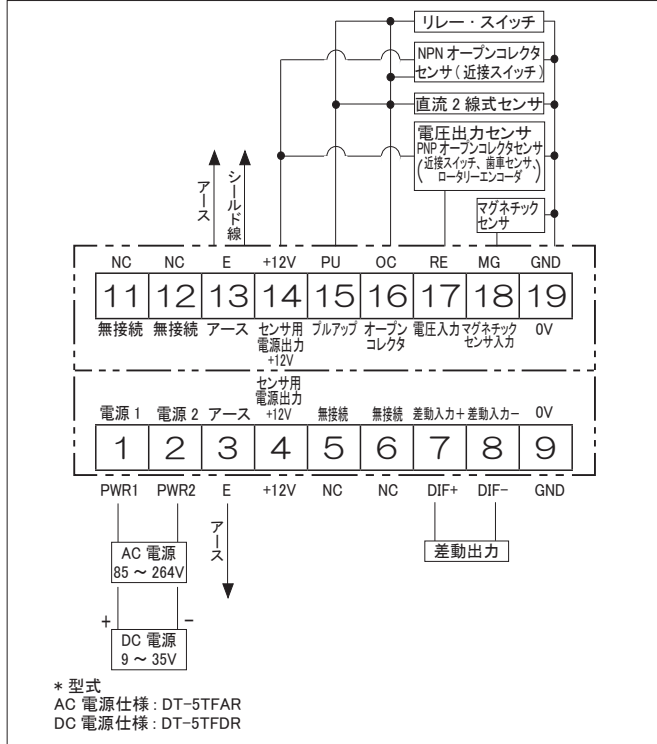 リレー・スイッチ
NPN オープンコレクタ
センサ ( 近接スイッチ )
直流 2 線式センサ
電圧出力センサ
PNP オープンコレクタセンサ
( 近接スイッチ、歯車センサ、
ロータリーエンコーダ )
マグネチック
センサ
アース
シールド線
NC NC E +12V PU OC RE MG GND
11 12 13 14 15 16 17 18 19
無接続 無接続 アース センサ用 プルアップ オープン 電圧入力 マグネチック 0V
電源出力 コレクタ センサ入力
+12V
センサ用
電源出力
電源 1 電源 2 アース +12V 無接続 無接続 差動入力+ 差動入力- 0V
1 2 3 4 5 6 7 8 9
PWR1 PWR2 E +12V NC NC DIF+ DIF- GND
アース
AC 電源
85 ~ 264V
差動出力
+ -
DC 電源
9 ~ 35V
* 型式
AC 電源仕様 : DT-5TFAR
DC 電源仕様 : DT-5TFDR